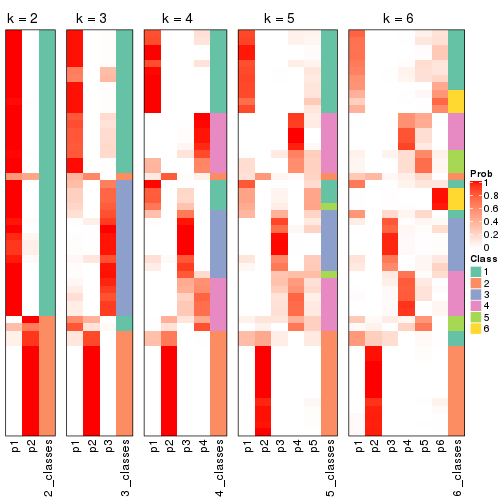 k = 2
k = 3
k = 4
k = 5
k = 6
p1
p2
2_classes
p1
p2
p3
3_classes
p1
p2
p3
p4
4_classes
p1
p2
p3
p4
p5
5_classes
p1
p2
p3
p4
p5
p6
6_classes
Prob
1
0.8
0.6
0.4
0.2
0
Class
1
2
3
4
5
6